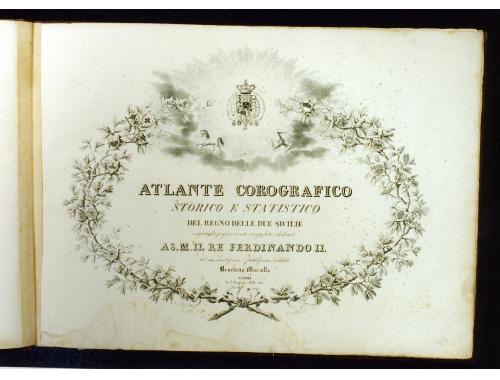 ATLANTE COROGRAFICO
STORICO E STATISTICO
DEL REGNO DELLE DUE SICILIE
A S. M. IL RE FERDINANDO II.
Benedetto Marzolla
NAPOLI